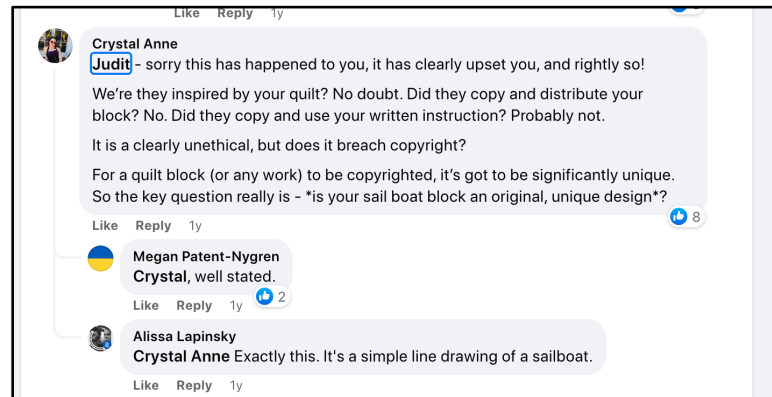 Like Reply 1y
Crystal Anne
Judit - sorry this has happened to you, it has clearly upset you, and rightly so!
We're they inspired by your quilt? No doubt. Did they copy and distribute your
block? No. Did they copy and use your written instruction? Probably not.
It is a clearly unethical, but does it breach copyright?
For a quilt block (or any work) to be copyrighted, it's got to be significantly unique.
So the key question really is - *is your sail boat block an original, unique design*?
8
Like Reply 1y
Megan Patent-Nygren
Crystal, well stated.
2
Like Reply 1y
Alissa Lapinsky
Crystal Anne Exactly this. It's a simple line drawing of a sailboat.
Like Reply 1y